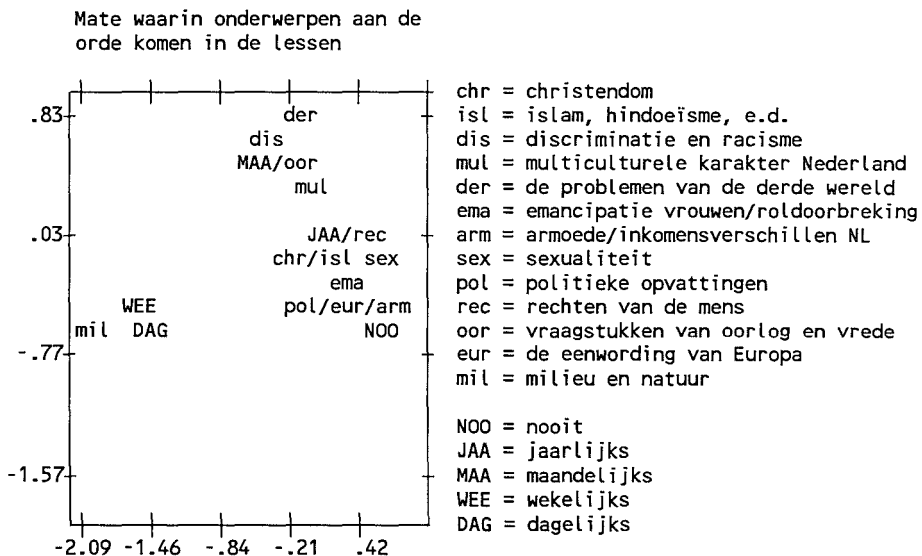 Mate waarin onderwerpen aan de
orde komen in de lessen
.83
der
dis
MAA/oor
mul
.03
JAA/rec
chr/isl sex
ema
WEE pol/eur/arm
mil DAG NOO
-.77
-1.57
-2.09 -1.46 -.84 -.21 .42
chr = christendom
isl = islam, hindoeïsme, e.d.
dis = discriminatie en racisme
mul = multiculturele karakter Nederland
der = de problemen van de derde wereld
ema = emancipatie vrouwen/roldoorbreking
arm = armoede/inkomensverschillen NL
sex = sexualiteit
pol = politieke opvattingen
rec = rechten van de mens
oor = vraagstukken van oorlog en vrede
eur = de eenwording van Europa
mil = milieu en natuur
NOO = nooit
JAA = jaarlijks
MAA = maandelijks
WEE = wekelijks
DAG = dagelijks